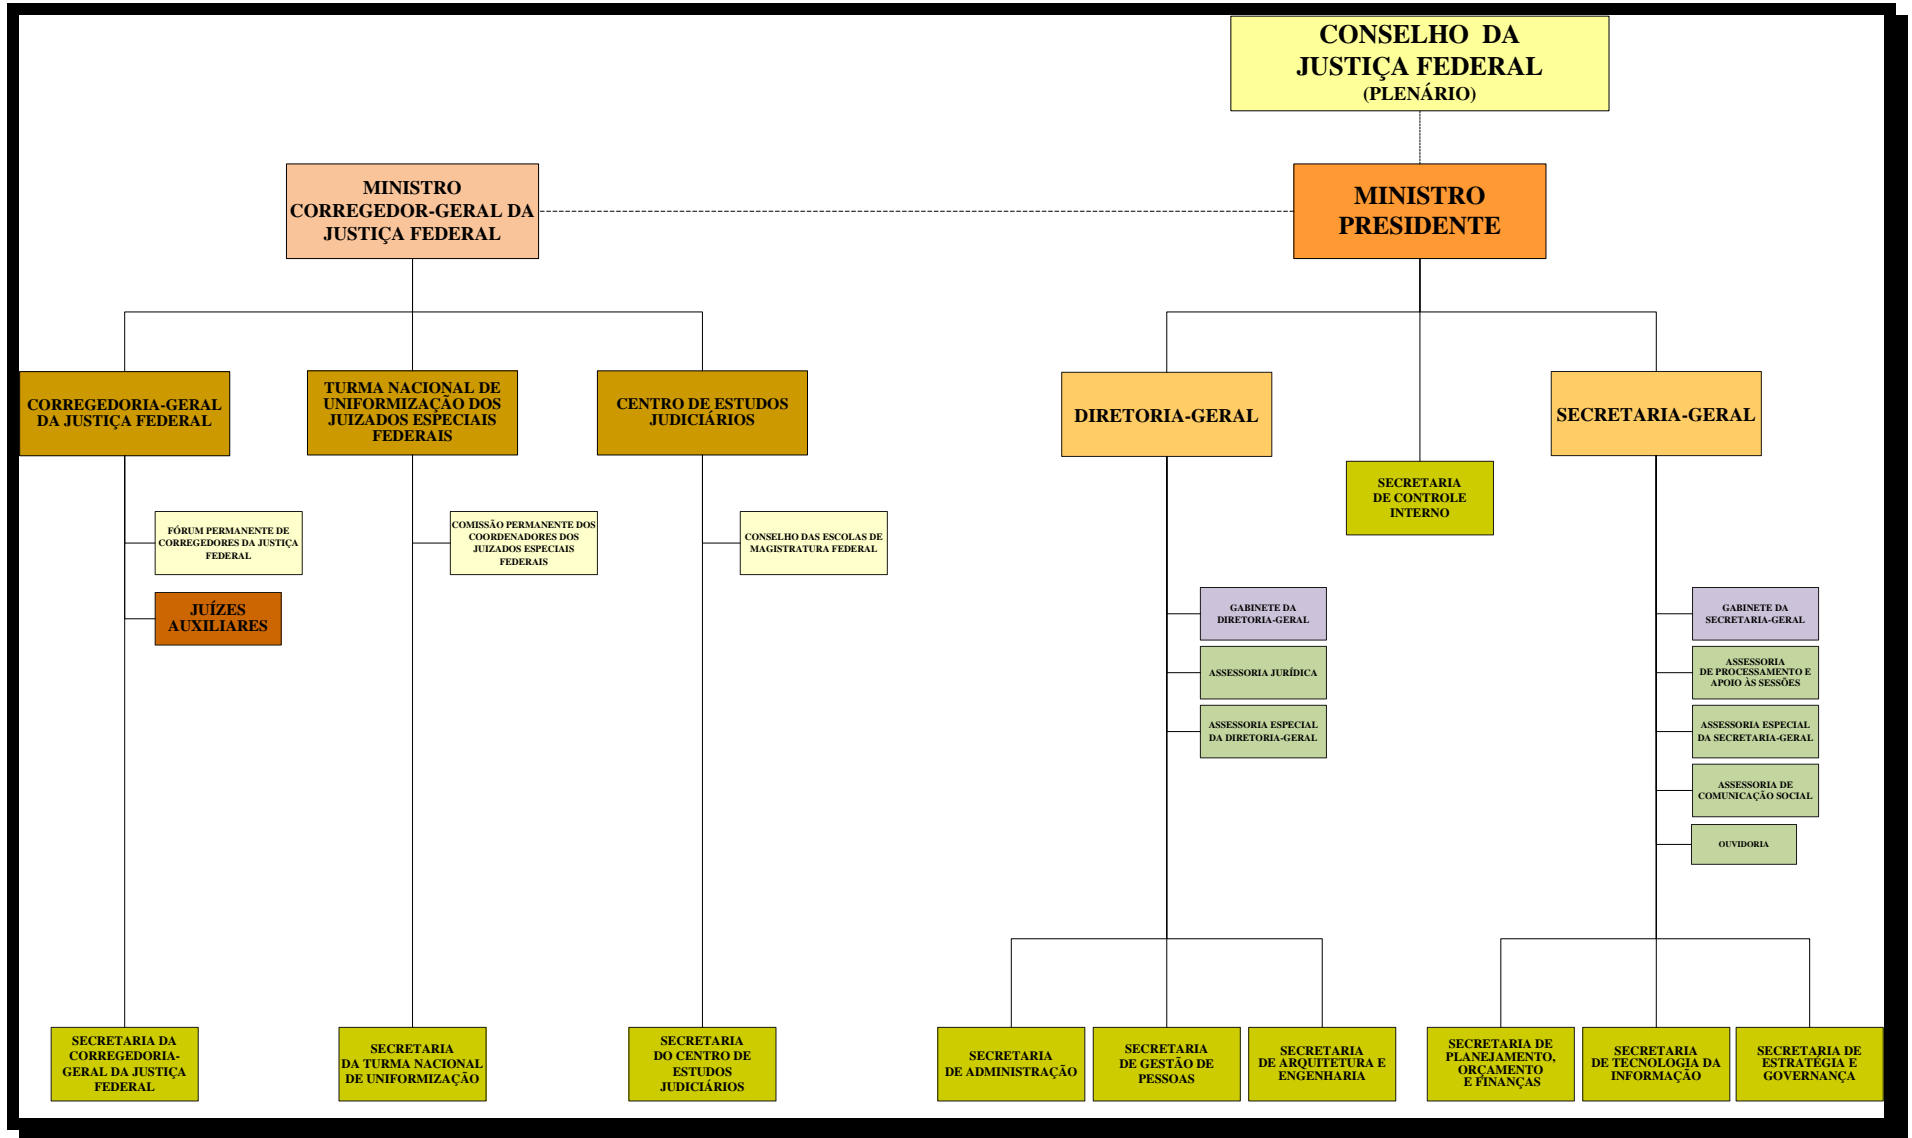 CONSELHO DA
JUSTIÇA FEDERAL
(PLENÁRIO)
MINISTRO
CORREGEDOR-GERAL DA
JUSTIÇA FEDERAL
MINISTRO
PRESIDENTE
CORREGEDORIA-GERAL
DA JUSTIÇA FEDERAL
TURMA NACIONAL DE
UNIFORMIZAÇÃO DOS
JUIZADOS ESPECIAIS
FEDERAIS
CENTRO DE ESTUDOS
JUDICIÁRIOS
DIRETORIA-GERAL
SECRETARIA-GERAL
SECRETARIA
DE CONTROLE
INTERNO
FÓRUM PERMANENTE DE
CORREGEDORES DA JUSTIÇA
FEDERAL
COMISSÃO PERMANENTE DOS
COORDENADORES DOS
JUIZADOS ESPECIAIS
FEDERAIS
CONSELHO DAS ESCOLAS DE
MAGISTRATURA FEDERAL
JUÍZES
AUXILIARES
GABINETE DA
DIRETORIA-GERAL
ASSESSORIA JURÍDICA
ASSESSORIA ESPECIAL
DA DIRETORIA-GERAL
GABINETE DA
SECRETARIA-GERAL
ASSESSORIA
DE PROCESSAMENTO E
APOIO ÀS SESSÕES
ASSESSORIA ESPECIAL
DA SECRETARIA-GERAL
ASSESSORIA DE
COMUNICAÇÃO SOCIAL
OUVIDORIA
SECRETARIA DA
CORREGEDORIA-
GERAL DA JUSTIÇA
FEDERAL
SECRETARIA
DA TURMA NACIONAL
DE UNIFORMIZAÇÃO
SECRETARIA
DO CENTRO DE
ESTUDOS
JUDICIÁRIOS
SECRETARIA
DE ADMINISTRAÇÃO
SECRETARIA
DE GESTÃO DE
PESSOAS
SECRETARIA
DE ARQUITETURA E
ENGENHARIA
SECRETARIA DE
PLANEJAMENTO,
ORÇAMENTO
E FINANÇAS
SECRETARIA
DE TECNOLOGIA DA
INFORMAÇÃO
SECRETARIA DE
ESTRATÉGIA E
GOVERNANÇA